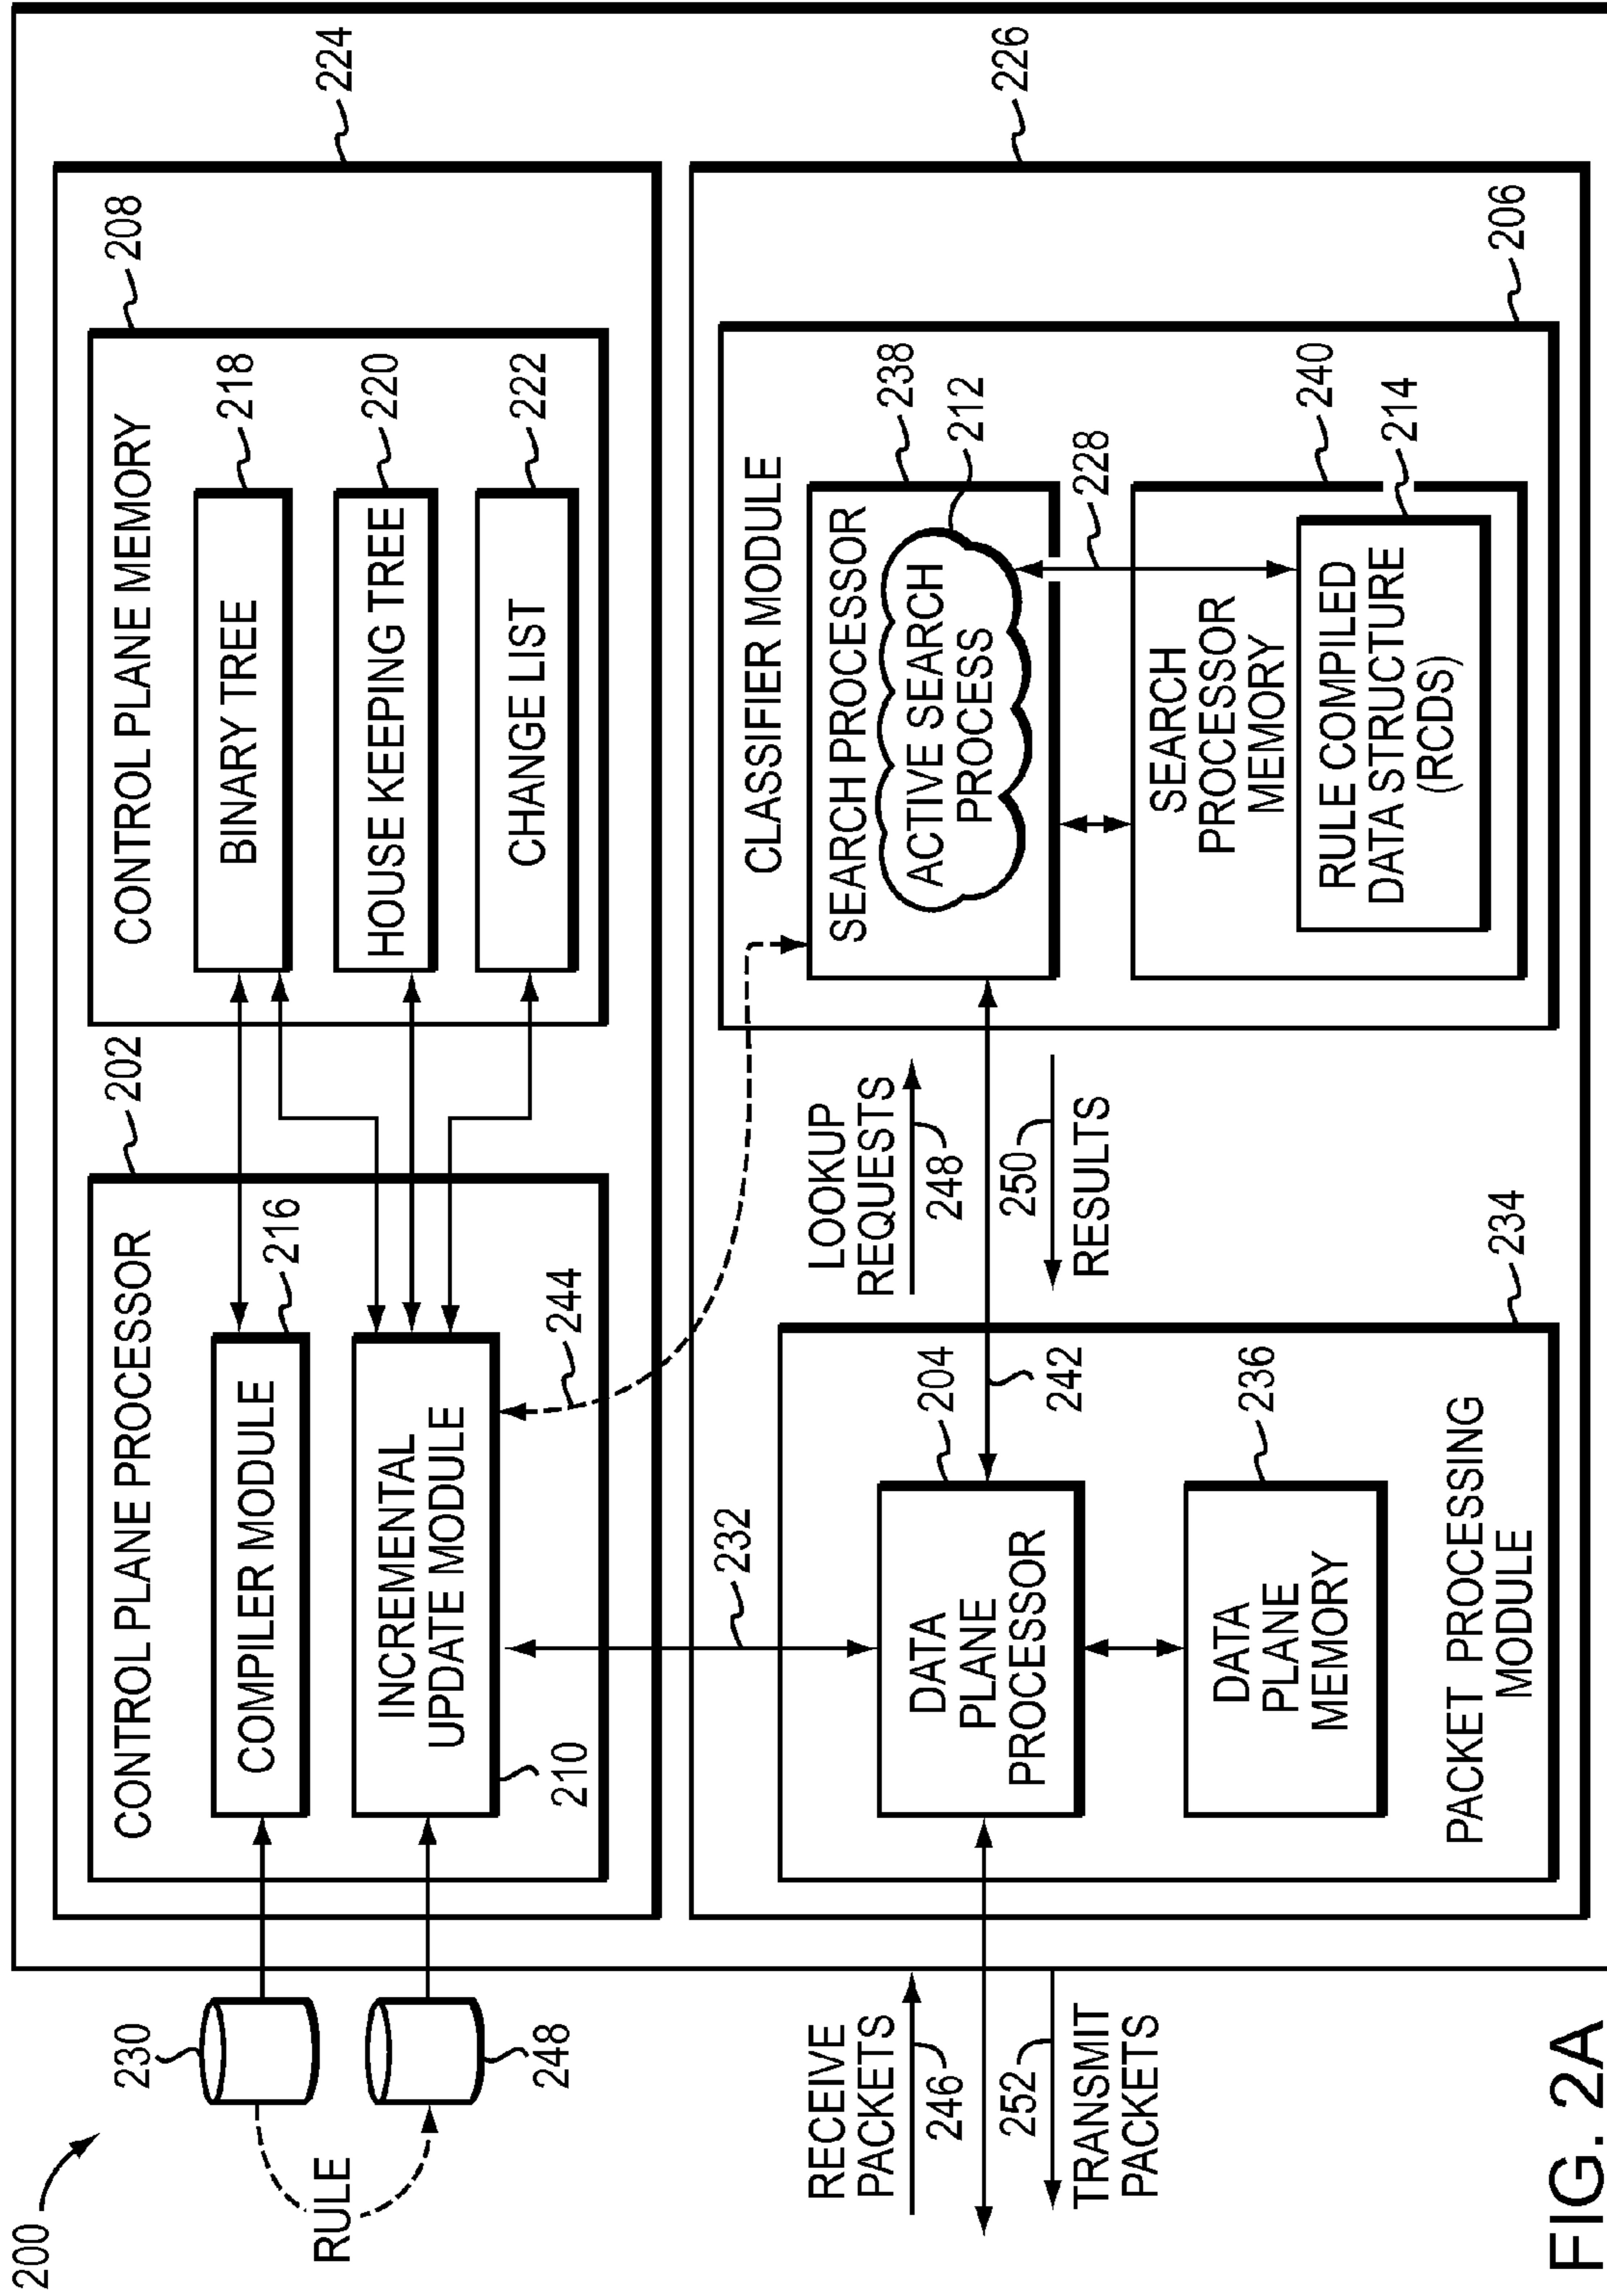 200
230
RULE
248
CONTROL PLANE PROCESSOR
202
COMPILER MODULE
216
INCREMENTAL
UPDATE MODULE
210
244
CONTROL PLANE MEMORY
208
BINARY TREE
218
HOUSE KEEPING TREE
220
CHANGE LIST
222
224
232
RECEIVE
PACKETS
246
252
TRANSMIT
PACKETS
DATA
PLANE
PROCESSOR
204
242
DATA
PLANE
MEMORY
236
PACKET PROCESSING
MODULE
234
LOOKUP
REQUESTS
248
250
RESULTS
CLASSIFIER MODULE
SEARCH PROCESSOR
238
ACTIVE SEARCH
PROCESS
212
228
SEARCH
PROCESSOR
MEMORY
240
RULE COMPILED
DATA STRUCTURE
(RCDS)
214
206
226
FIG. 2A